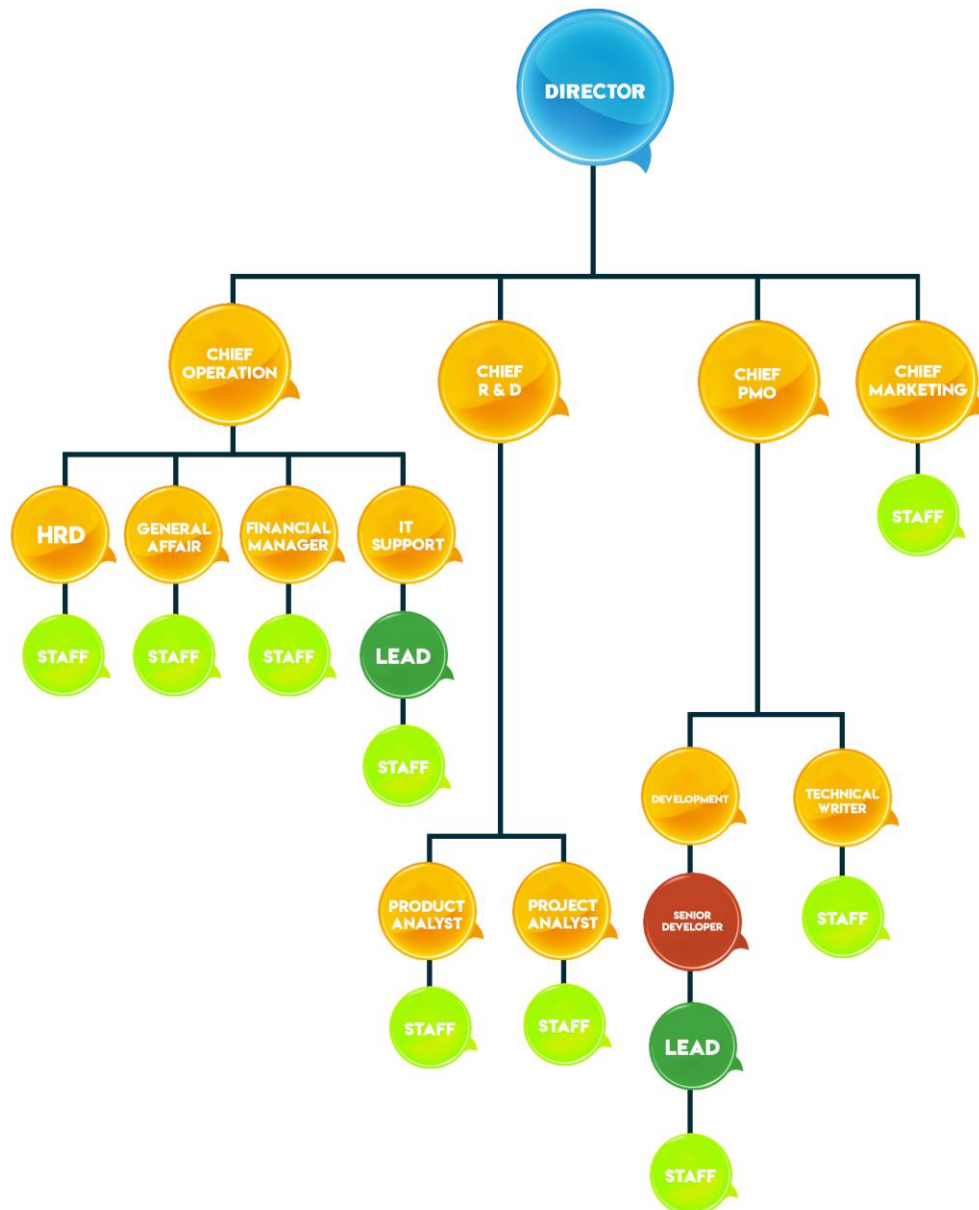 DIRECTOR
CHIEF
OPERATION
CHIEF
R & D
CHIEF
PMO
CHIEF
MARKETING
HRD
GENERAL
AFFAIR
FINANCIAL
MANAGER
IT
SUPPORT
STAFF
STAFF
STAFF
STAFF
LEAD
STAFF
DEVELOPMENT
TECHNICAL
WRITER
PRODUCT
ANALYST
PROJECT
ANALYST
SENIOR
DEVELOPER
STAFF
STAFF
STAFF
LEAD
STAFF